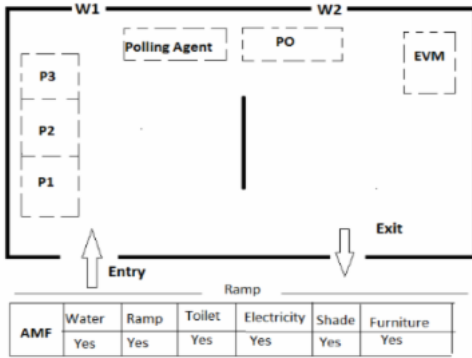 W1 W2
Polling Agent PO
EVM
P3
P2
P1
Exit
Entry
Ramp
AMF Water Ramp Toilet Electricity Shade Furniture
Yes Yes Yes Yes Yes Yes